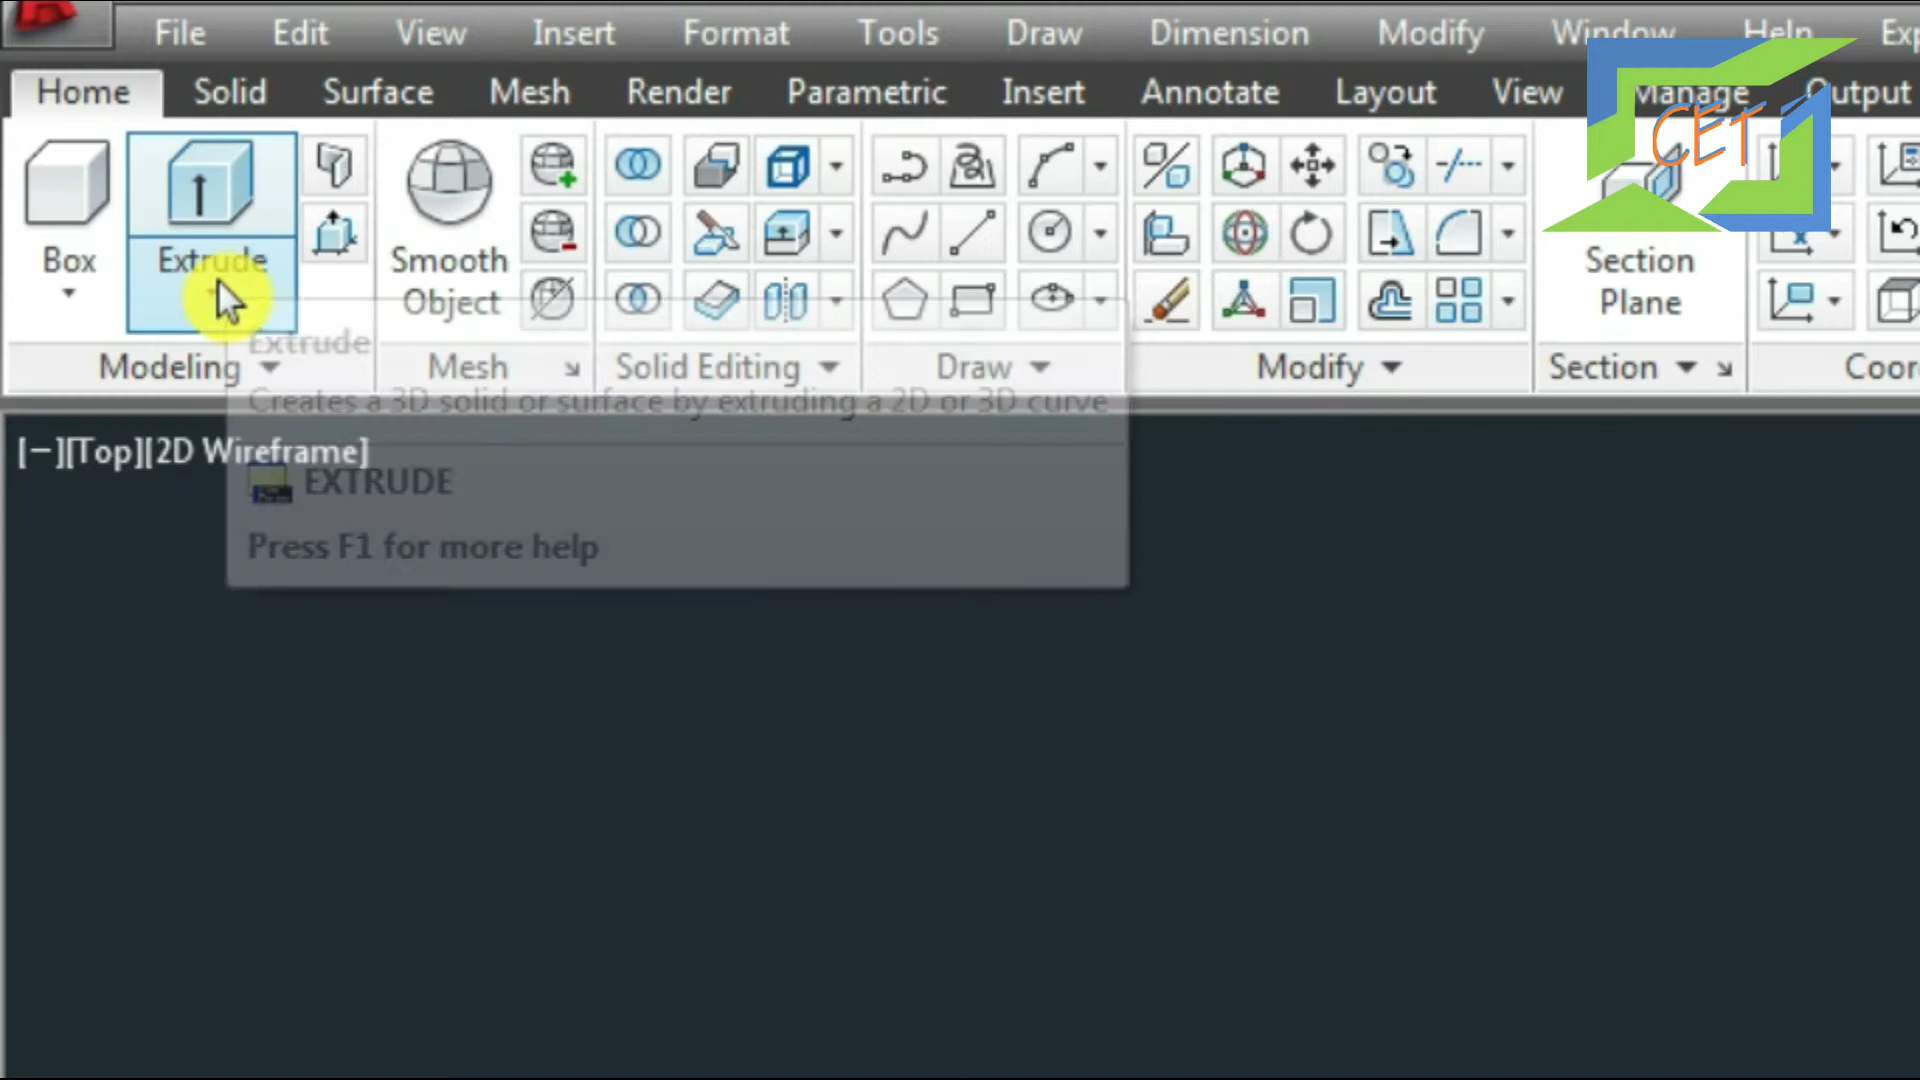 File Edit View Insert Format Tools Draw Dimension Modify Window Help
Home Solid Surface Mesh Render Parametric Insert Annotate Layout View Manage Output
CET
Box Extrude Smooth Object Section Plane
Modeling Mesh Solid Editing Draw Modify Section
Extrude
Creates a 3D solid or surface by extruding a 2D or 3D curve
[−][Top][2D Wireframe]
EXTRUDE
Press F1 for more help